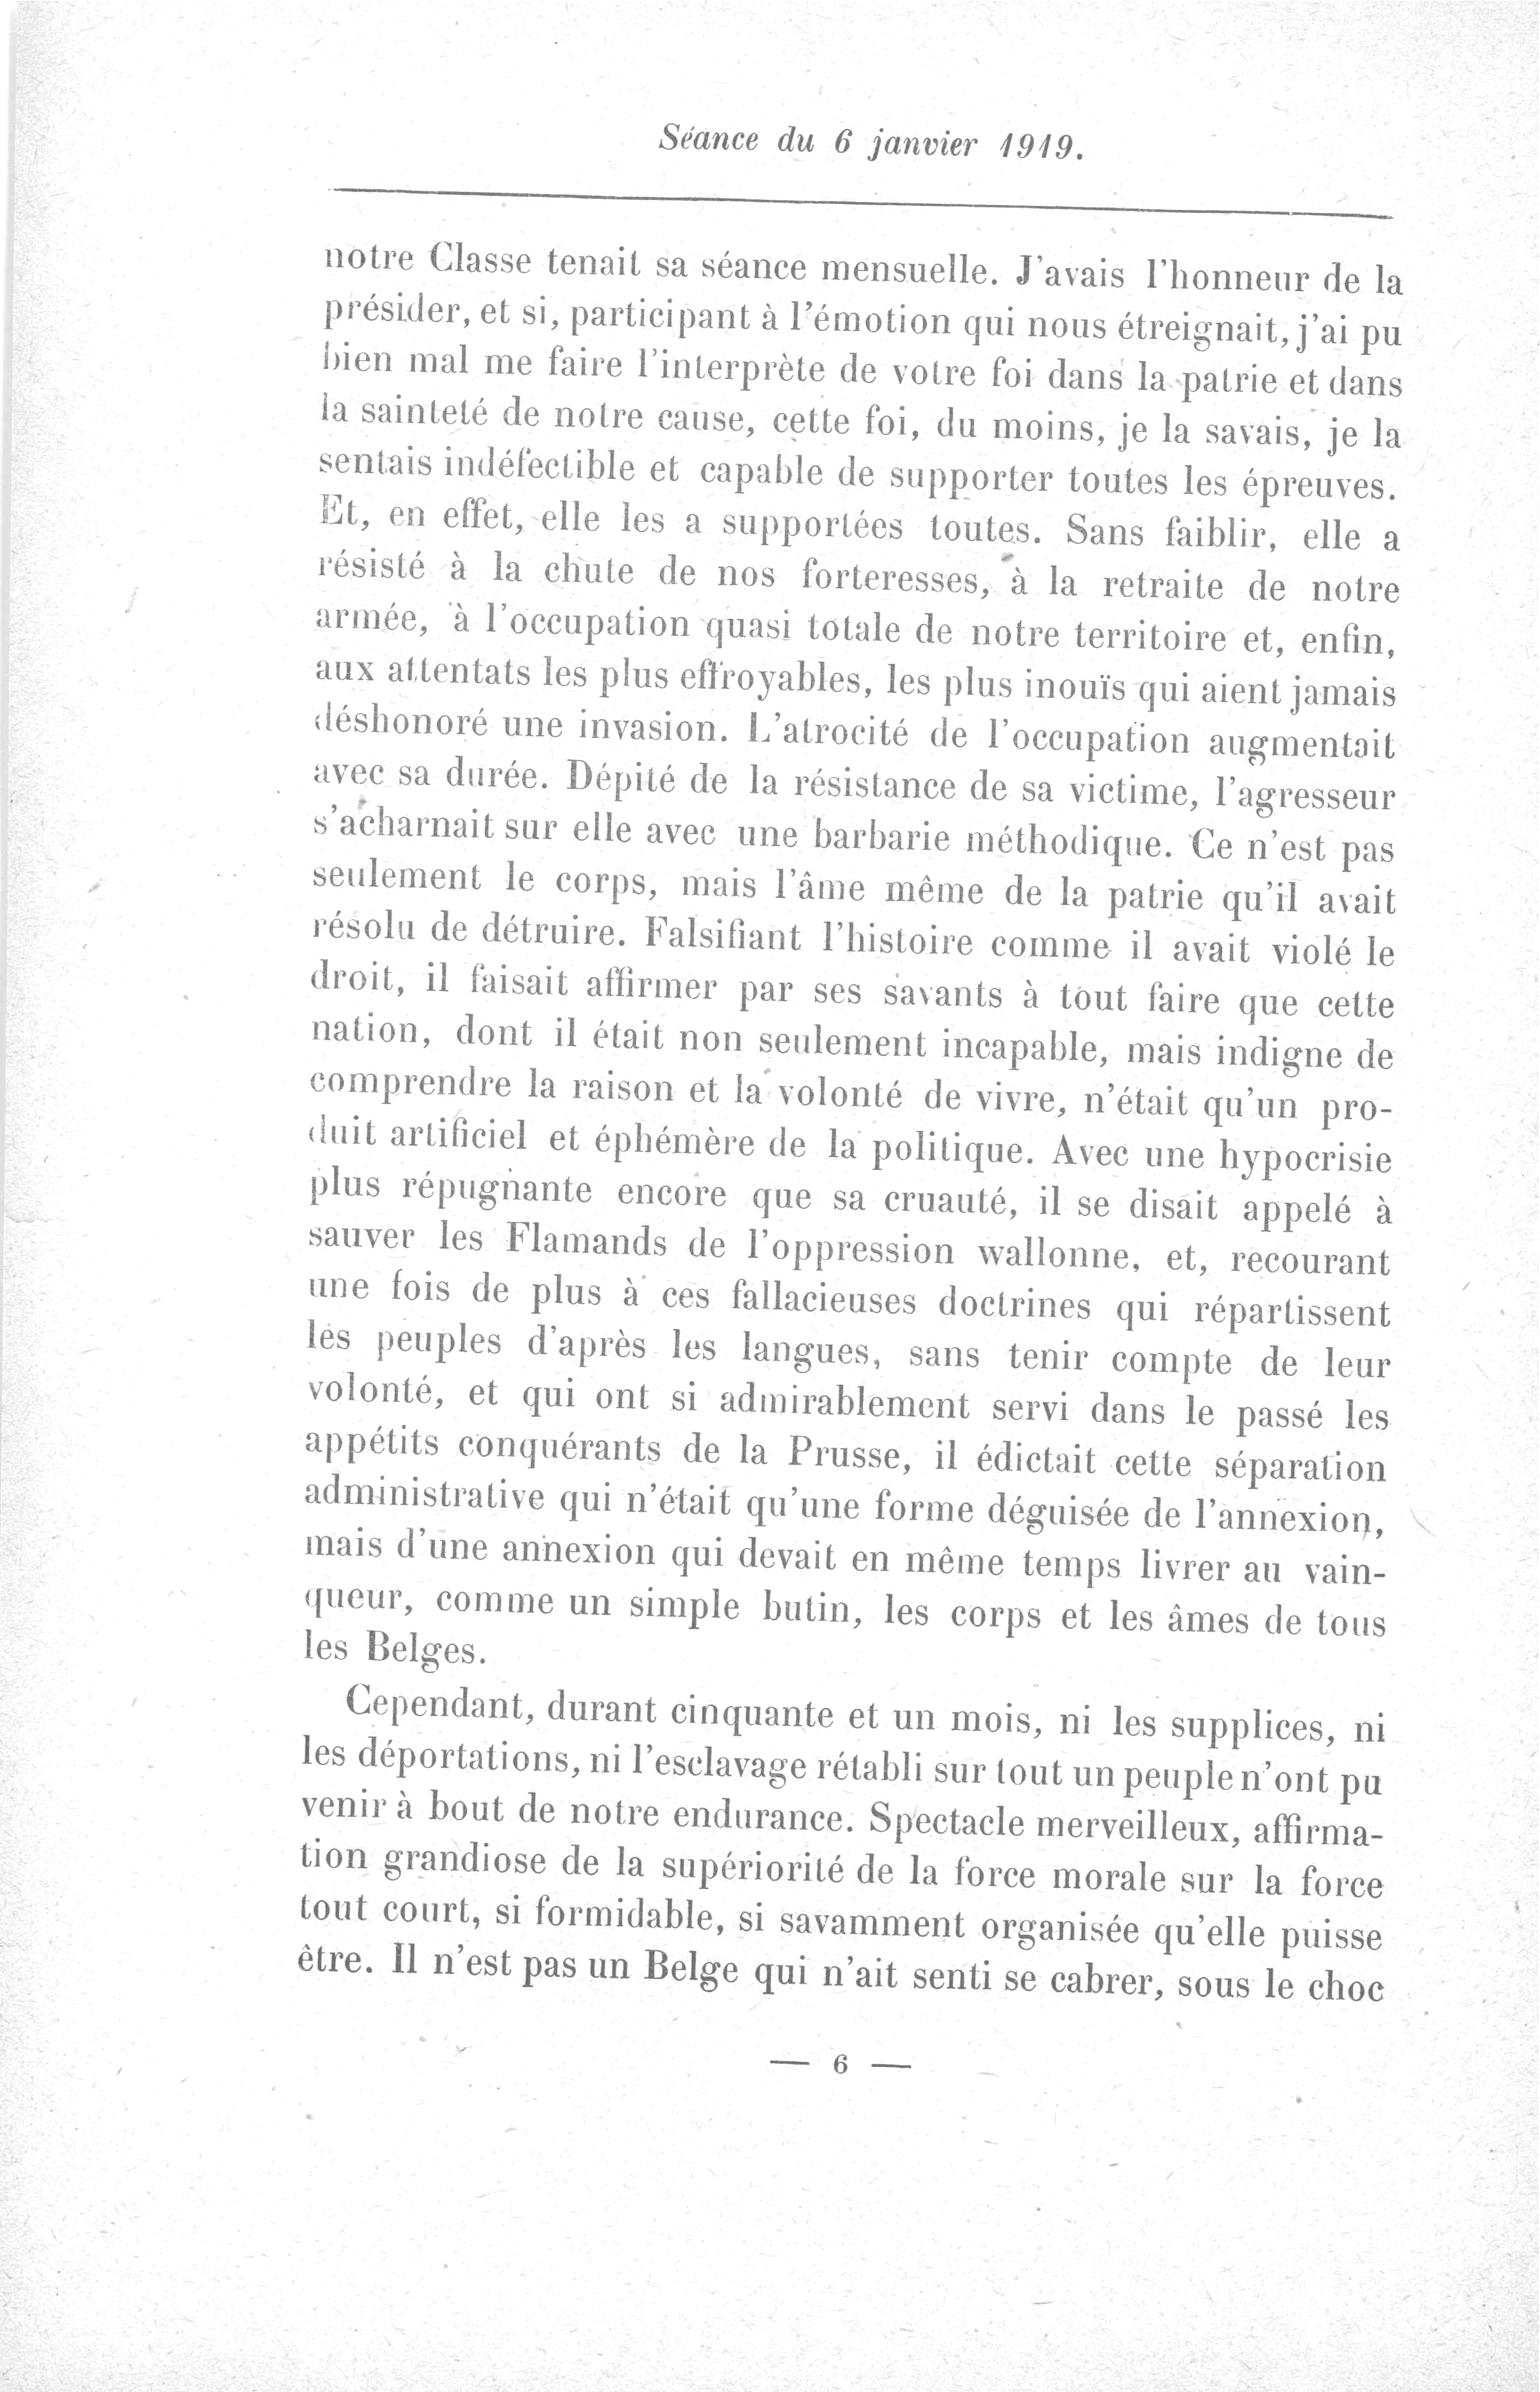 Séance du 6 janvier 1919.
notre Classe tenait sa séance mensuelle. J'avais l'honneur de la
présider, et si, participant à l'émotion qui nous étreignait, j'ai pu
bien mal me faire l'interprète de votre foi dans la patrie et dans
la sainteté de notre cause, cette foi, du moins, je la savais, je la
sentais indéfectible et capable de supporter toutes les épreuves.
Et, en effet, elle les a supportées toutes. Sans faiblir, elle a
résisté à la chute de nos forteresses, à la retraite de notre
armée, à l'occupation quasi totale de notre territoire et, enfin,
aux attentats les plus effroyables, les plus inouïs qui aient jamais
déshonoré une invasion. L'atrocité de l'occupation augmentait
avec sa durée. Dépité de la résistance de sa victime, l'agresseur
s'acharnait sur elle avec une barbarie méthodique. Ce n'est pas
seulement le corps, mais l'âme même de la patrie qu'il avait
résolu de détruire. Falsifiant l'histoire comme il avait violé le
droit, il faisait affirmer par ses savants à tout faire que cette
nation, dont il était non seulement incapable, mais indigne de
comprendre la raison et la volonté de vivre, n'était qu'un pro-
duit artificiel et éphémère de la politique. Avec une hypocrisie
plus répugnante encore que sa cruauté, il se disait appelé à
sauver les Flamands de l'oppression wallonne, et, recourant
une fois de plus à ces fallacieuses doctrines qui répartissent
les peuples d'après les langues, sans tenir compte de leur
volonté, et qui ont si admirablement servi dans le passé les
appétits conquérants de la Prusse, il édictait cette séparation
administrative qui n'était qu'une forme déguisée de l'annexion,
mais d'une annexion qui devait en même temps livrer au vain-
queur, comme un simple butin, les corps et les âmes de tous
les Belges.
Cependant, durant cinquante et un mois, ni les supplices, ni
les déportations, ni l'esclavage rétabli sur tout un peuple n'ont pu
venir à bout de notre endurance. Spectacle merveilleux, affirma-
tion grandiose de la supériorité de la force morale sur la force
tout court, si formidable, si savamment organisée qu'elle puisse
être. Il n'est pas un Belge qui n'ait senti se cabrer, sous le choc
— 6 —